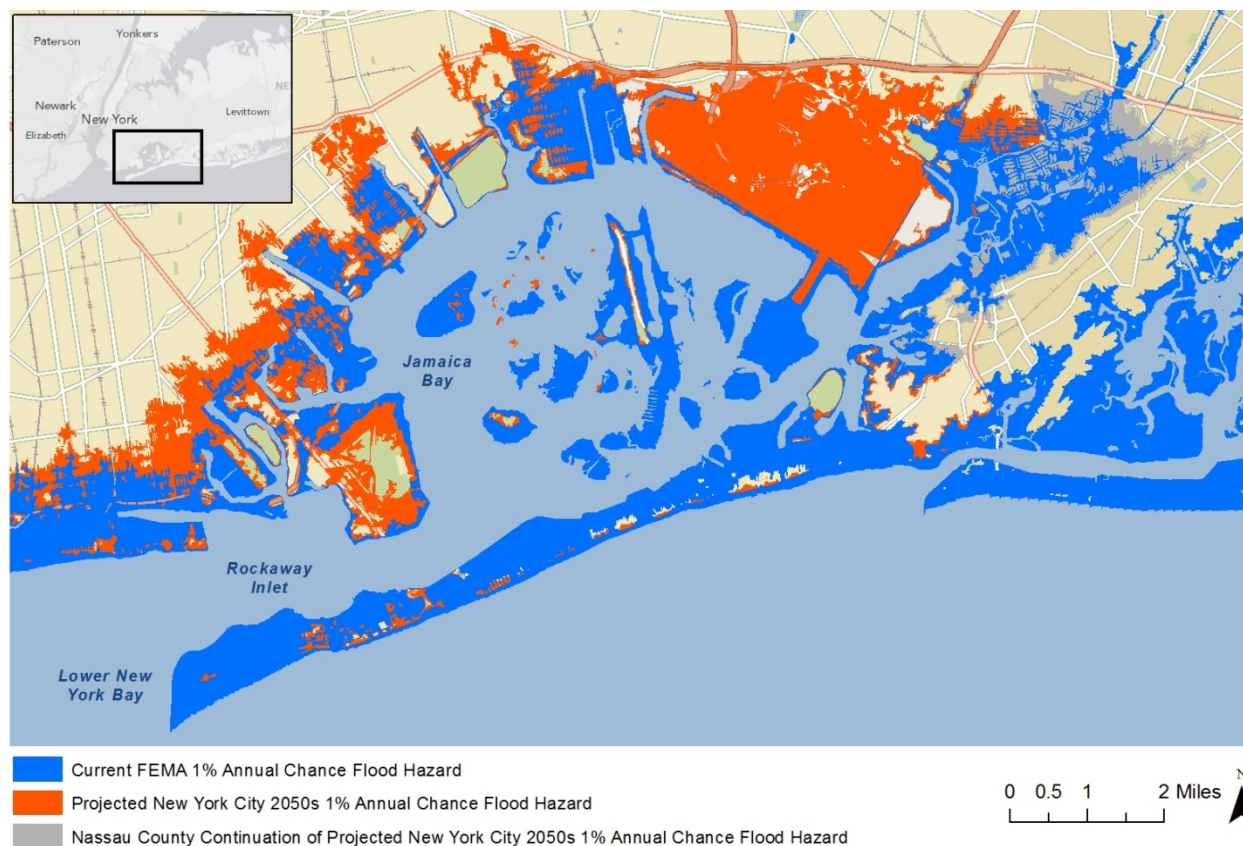 Paterson
Yonkers
Newark
New York
Elizabeth
Levittown
NE
Jamaica
Bay
Rockaway
Inlet
Lower New
York Bay
Current FEMA 1% Annual Chance Flood Hazard
Projected New York City 2050s 1% Annual Chance Flood Hazard
Nassau County Continuation of Projected New York City 2050s 1% Annual Chance Flood Hazard
0 0.5 1 2 Miles
N